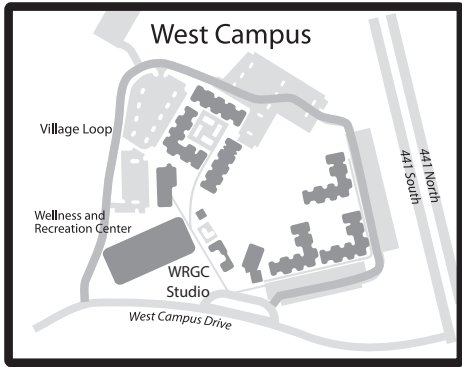 West Campus
Village Loop
441 North
441 South
Wellness and
Recreation Center
WRGC
Studio
West Campus Drive